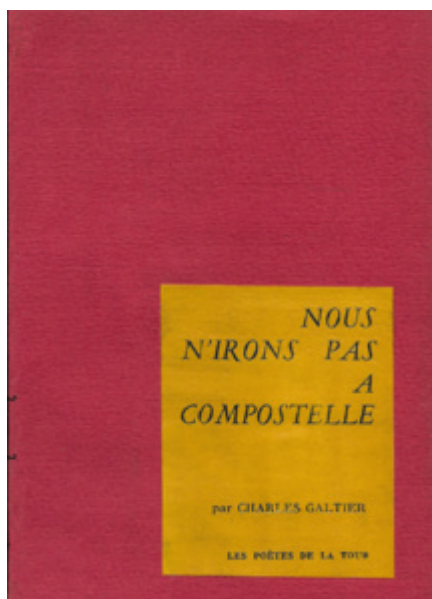 NOUS
N'IRONS PAS
A
COMPOSTELLE
par CHARLES GALTIER
LES POÈTES DE LA TOUR